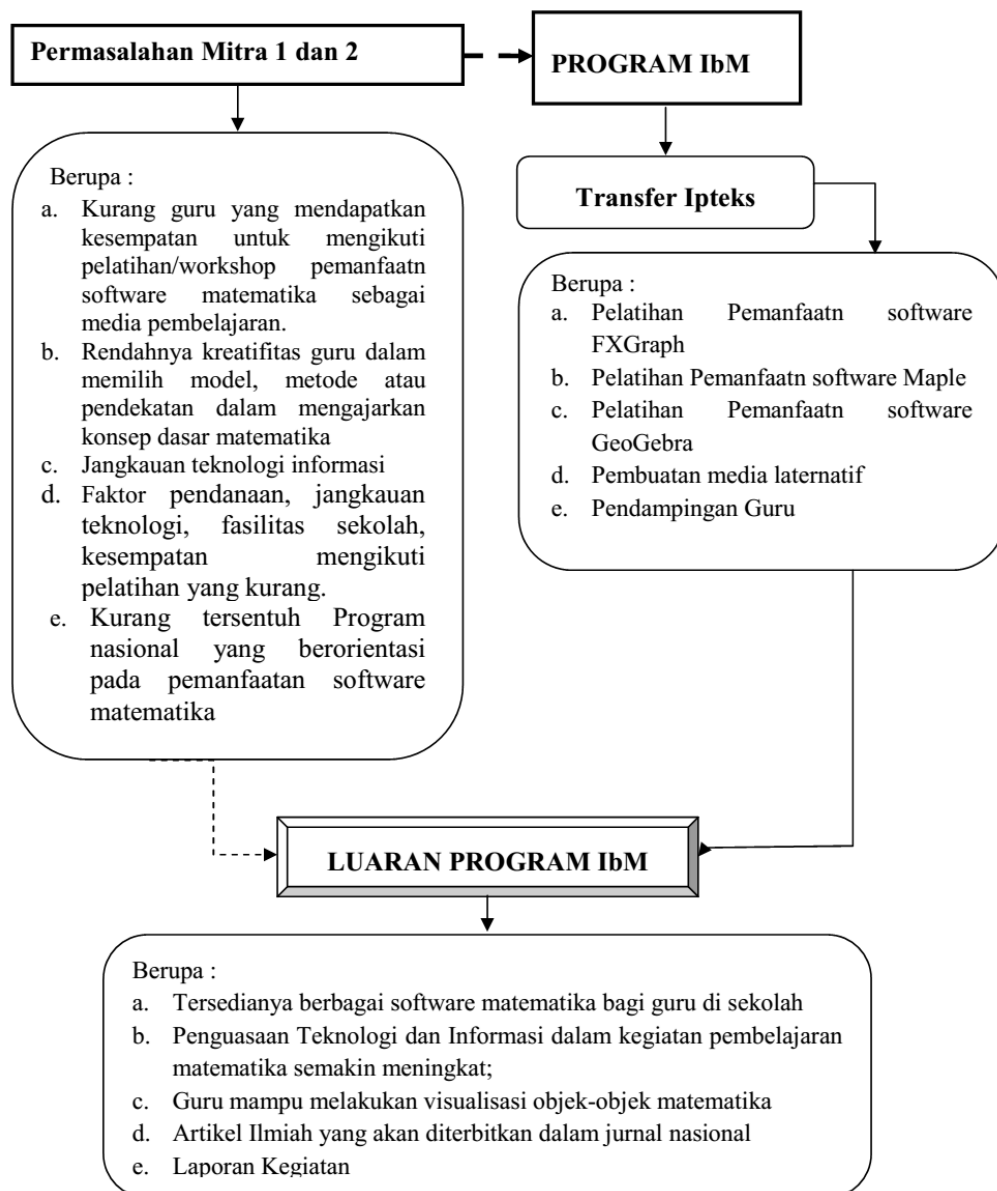 Permasalahan Mitra 1 dan 2
PROGRAM IbM
Berupa :
a. Kurang guru yang mendapatkan
kesempatan untuk mengikuti
pelatihan/workshop pemanfaatn
software matematika sebagai
media pembelajaran.
b. Rendahnya kreatifitas guru dalam
memilih model, metode atau
pendekatan dalam mengajarkan
konsep dasar matematika
c. Jangkauan teknologi informasi
d. Faktor pendanaan, jangkauan
teknologi, fasilitas sekolah,
kesempatan mengikuti
pelatihan yang kurang.
e. Kurang tersentuh Program
nasional yang berorientasi
pada pemanfaatan software
matematika
Transfer Ipteks
Berupa :
a. Pelatihan Pemanfaatn software
FXGraph
b. Pelatihan Pemanfaatn software Maple
c. Pelatihan Pemanfaatn software
GeoGebra
d. Pembuatan media laternatif
e. Pendampingan Guru
LUARAN PROGRAM IbM
Berupa :
a. Tersedianya berbagai software matematika bagi guru di sekolah
b. Penguasaan Teknologi dan Informasi dalam kegiatan pembelajaran
matematika semakin meningkat;
c. Guru mampu melakukan visualisasi objek-objek matematika
d. Artikel Ilmiah yang akan diterbitkan dalam jurnal nasional
e. Laporan Kegiatan